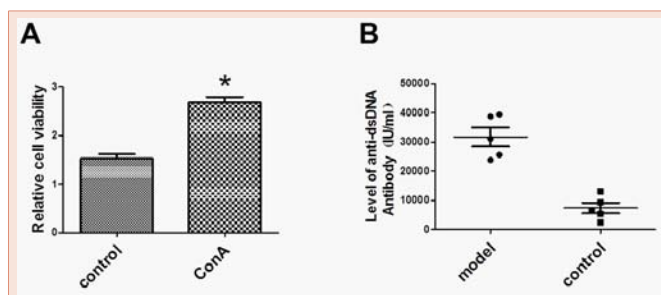 A
Relative cell viability
3
2
1
0
*
control
ConA
B
Level of anti-dsDNA
Antibody (IU/ml)
50000
40000
30000
20000
10000
0
model
control